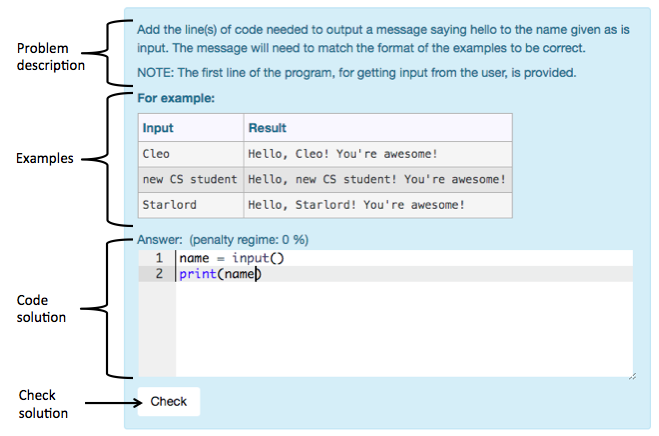 Problem
description
Add the line(s) of code needed to output a message saying hello to the name given as is
input. The message will need to match the format of the examples to be correct.
NOTE: The first line of the program, for getting input from the user, is provided.
Examples
For example:
Input Result
Cleo Hello, Cleo! You're awesome!
new CS student Hello, new CS student! You're awesome!
Starlord Hello, Starlord! You're awesome!
Code
solution
Answer: (penalty regime: 0 %)
1 name = input()
2 print(name)
Check
solution
Check